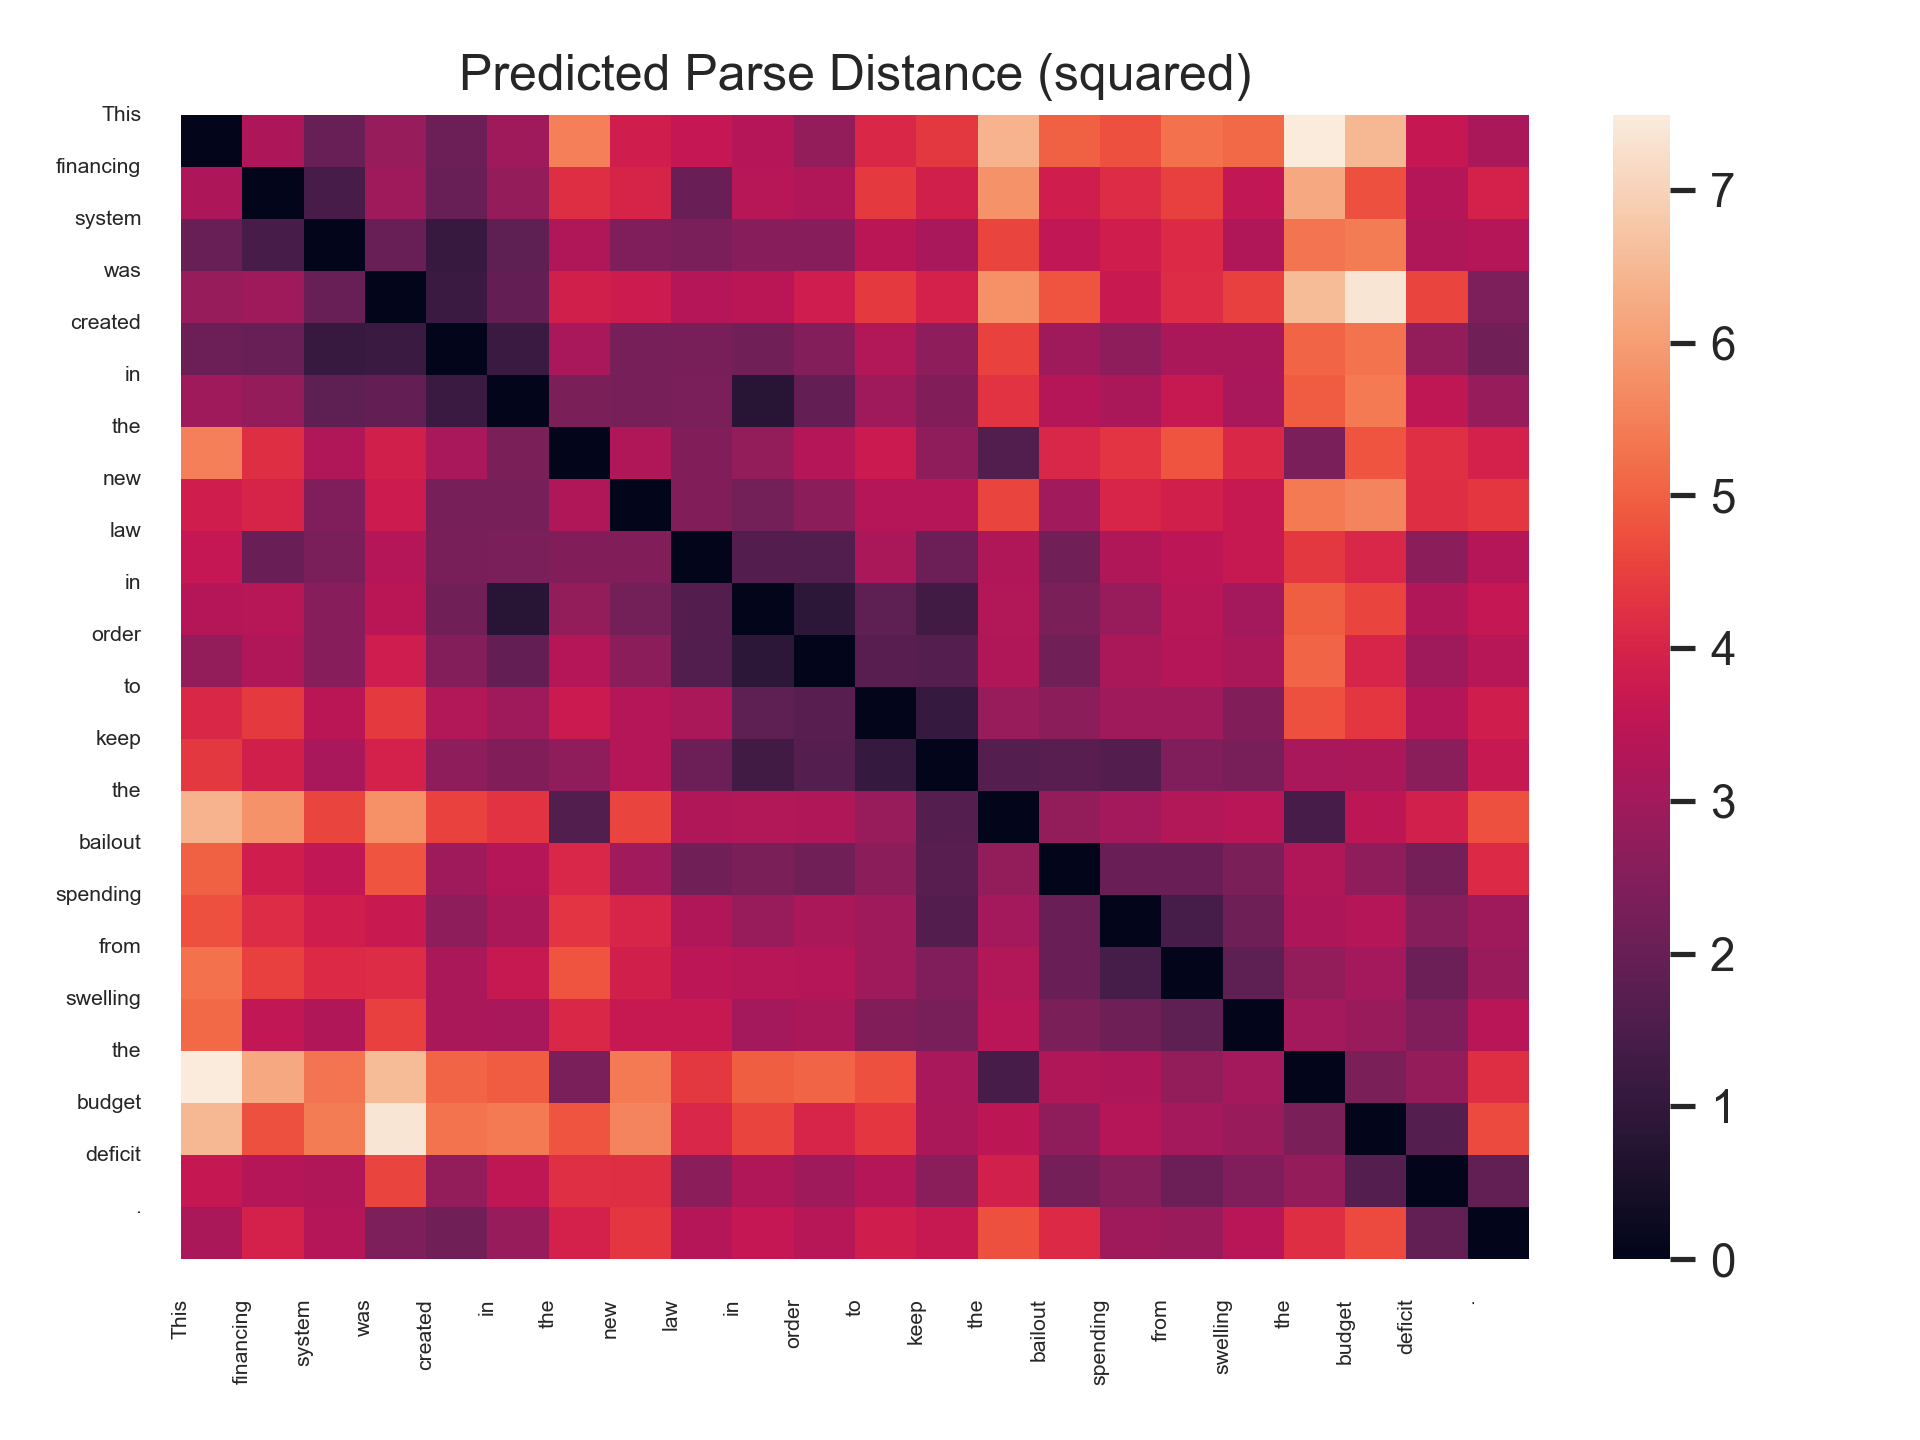 Predicted Parse Distance (squared)
This
financing
system
was
created
in
the
new
law
in
order
to
keep
the
bailout
spending
from
swelling
the
budget
deficit
.
7
6
5
4
3
2
1
0
This
financing
system
was
created
in
the
new
law
in
order
to
keep
the
bailout
spending
from
swelling
the
budget
deficit
.